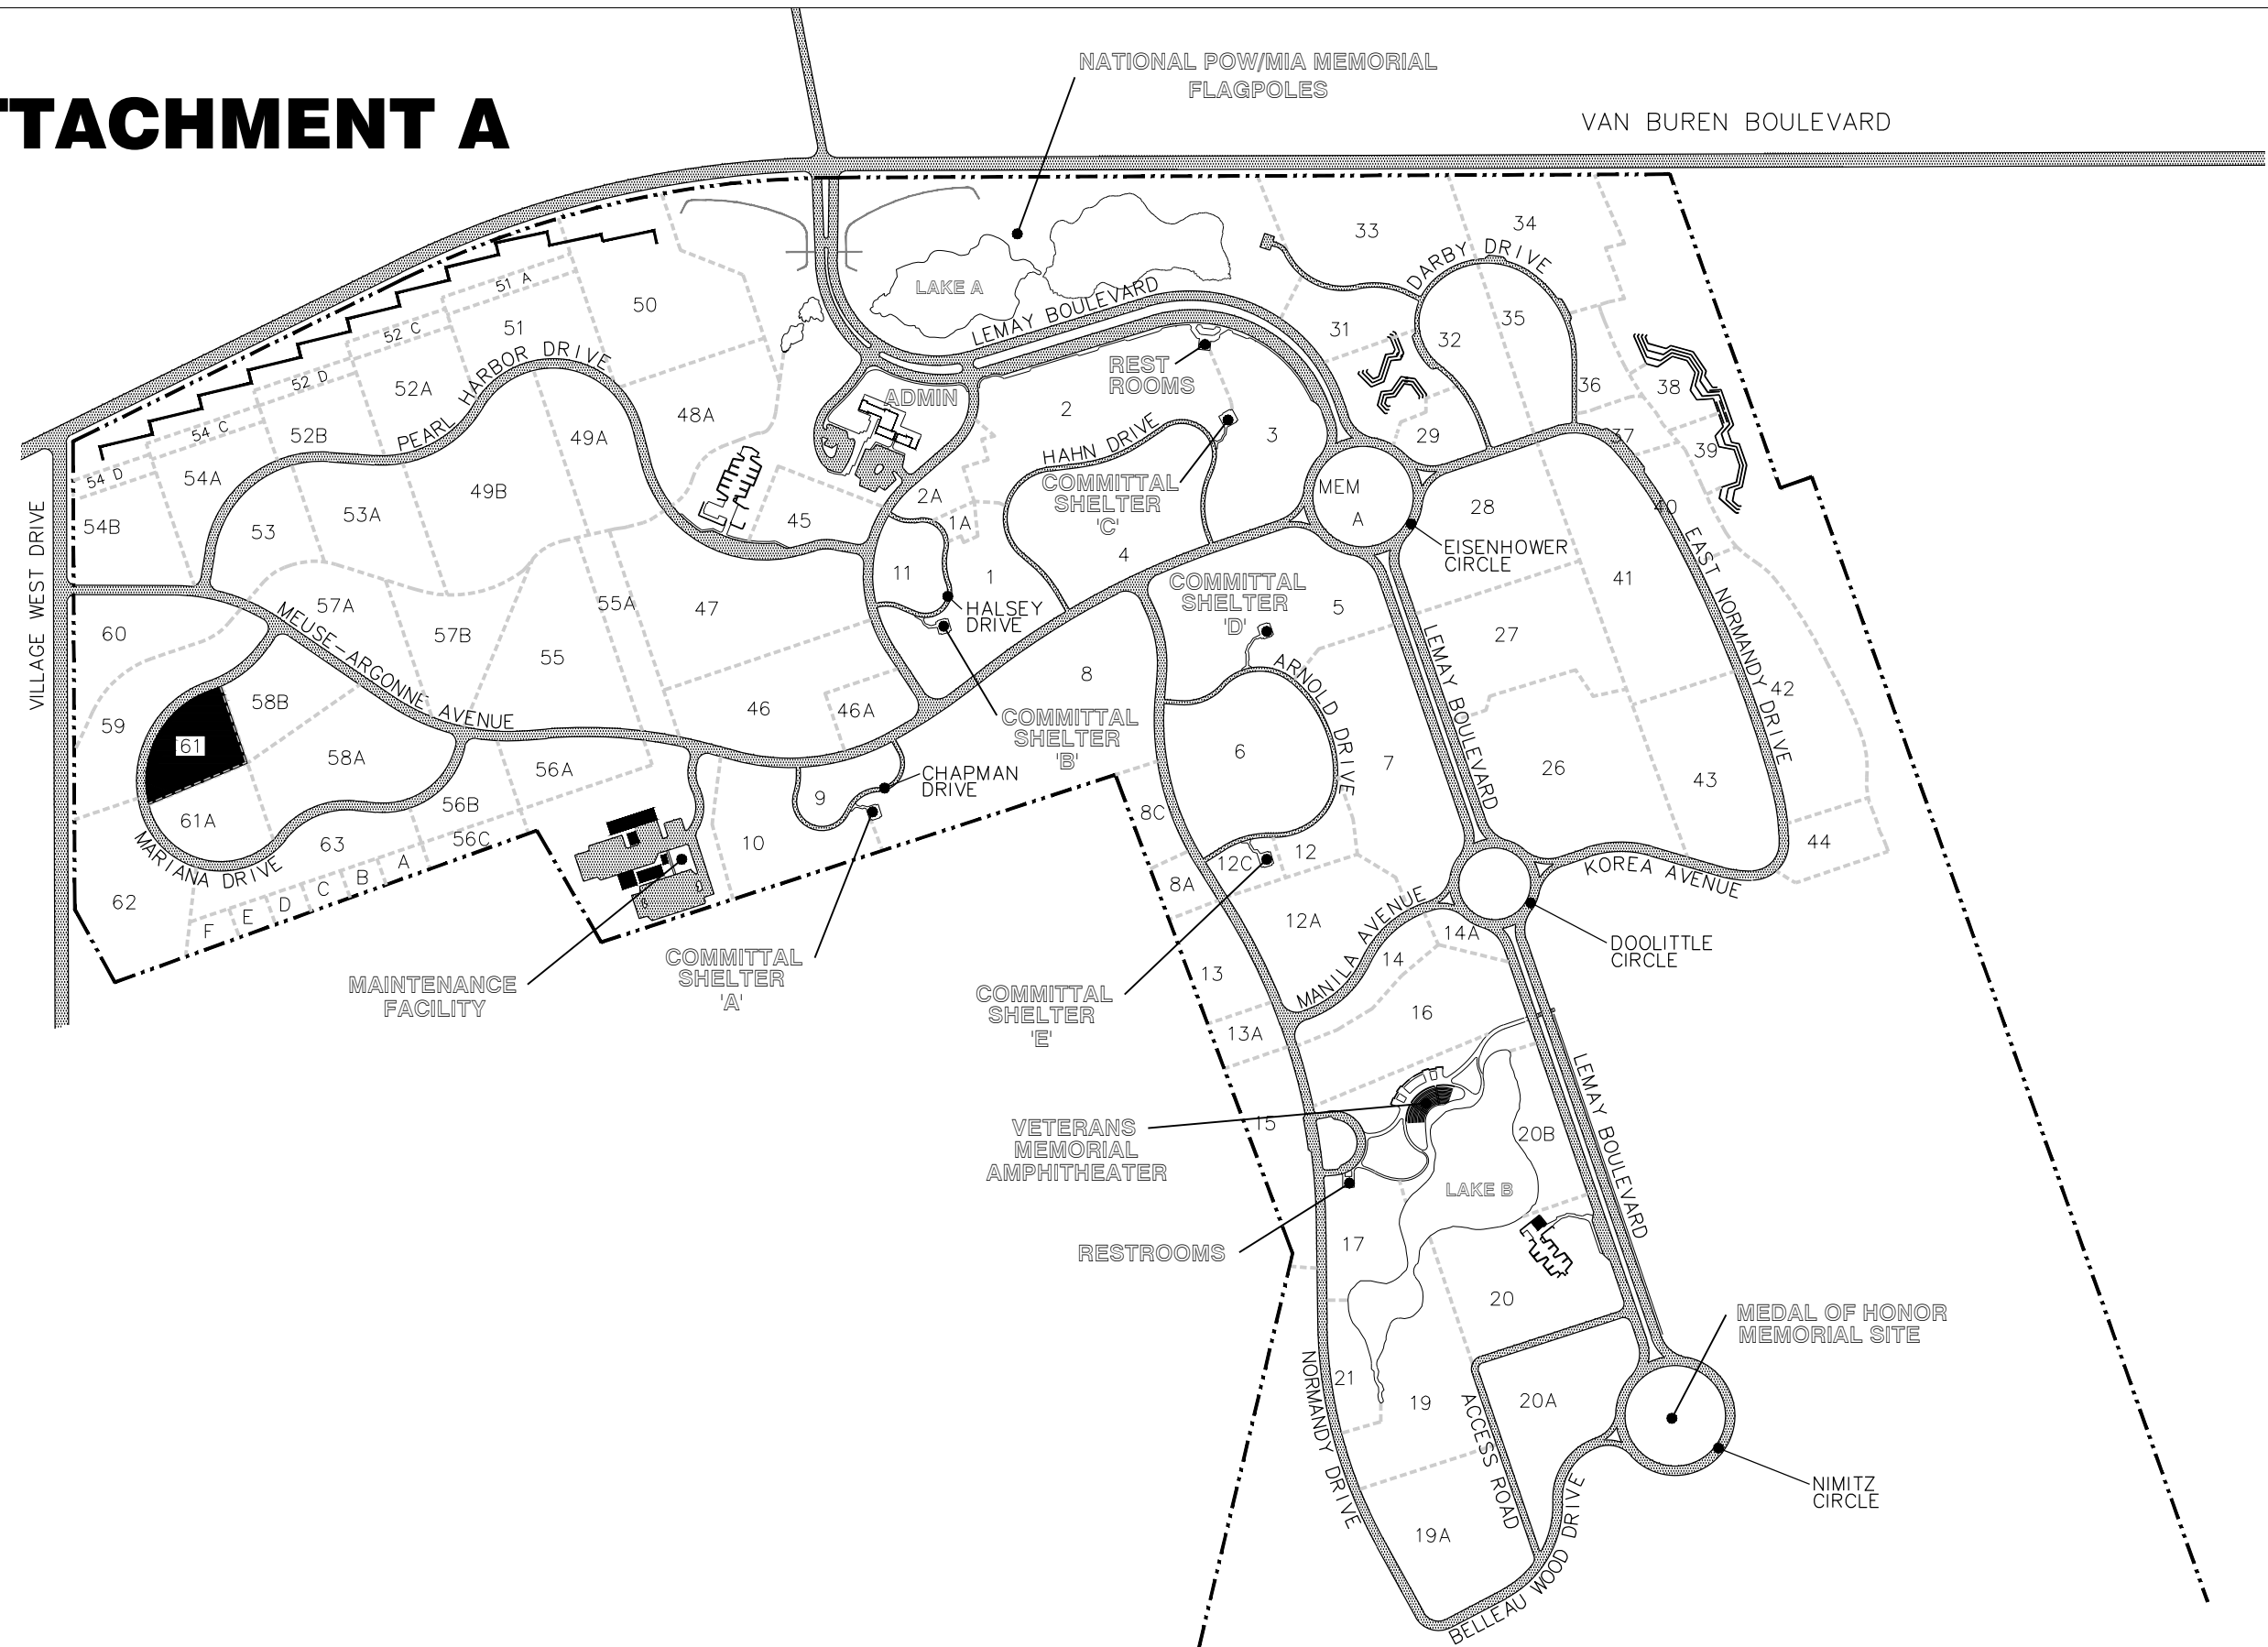 TTACHMENT A
NATIONAL POW/MIA MEMORIAL
FLAGPOLES
VAN BUREN BOULEVARD
33
34
DARBY DRIVE
LAKE A
LEMAY BOULEVARD
50
51 A
51
52 C
52 D
52A
52B
PEARL HARBOR DRIVE
54 C
54 D
54A
54B
53
53A
49B
49A
48A
ADMIN
REST
ROOMS
2
3
31
32
35
36
38
37
39
29
HAHN DRIVE
COMMITTAL
SHELTER
'C'
MEM
A
28
40
2A
1A
45
11
1
4
EISENHOWER
CIRCLE
EAST NORMANDY DRIVE
41
VILLAGE WEST DRIVE
60
MEUSE-ARGONNE AVENUE
57A
57B
55A
55
47
HALSEY
DRIVE
COMMITTAL
SHELTER
'D'
5
27
LEMAY BOULEVARD
59
61
58B
58A
46
46A
8
COMMITTAL
SHELTER
'B'
ARNOLD DRIVE
6
7
26
43
42
61A
56A
56B
56C
63
62
MARIANA DRIVE
A
B
C
D
E
F
9
10
CHAPMAN
DRIVE
8C
8A
12C
12
12A
KOREA AVENUE
44
MAINTENANCE
FACILITY
COMMITTAL
SHELTER
'A'
COMMITTAL
SHELTER
'E'
13
13A
MANILA AVENUE
14
14A
DOOLITTLE
CIRCLE
16
VETERANS
MEMORIAL
AMPHITHEATER
15
20B
LEMAY BOULEVARD
LAKE B
RESTROOMS
17
20
MEDAL OF HONOR
MEMORIAL SITE
21
19
20A
ACCESS ROAD
NORMANDY DRIVE
19A
NIMITZ
CIRCLE
BELLEAU WOOD DRIVE